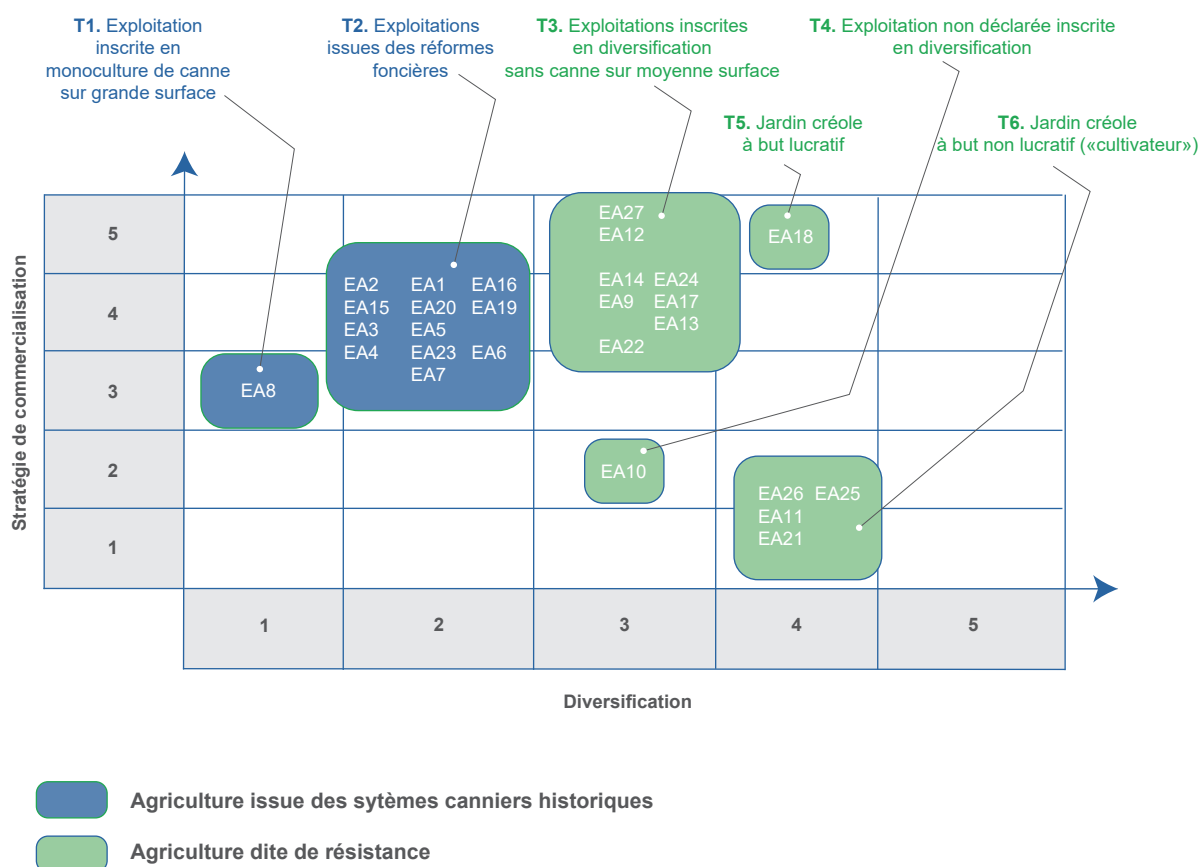 T1. Exploitation
inscrite en
monoculture de canne
sur grande surface
T2. Exploitations
issues des réformes
foncières
T3. Exploitations inscrites
en diversification
sans canne sur moyenne surface
T4. Exploitation non déclarée inscrite
en diversification
T5. Jardin créole
à but lucratif
T6. Jardin créole
à but non lucratif («cultivateur»)
Stratégie de commercialisation
5
4
3
2
1
EA8
EA2 EA1 EA16
EA15 EA20 EA19
EA3 EA5
EA4 EA23 EA6
EA7
EA27
EA12
EA14 EA24
EA9 EA17
EA13
EA22
EA18
EA10
EA26 EA25
EA11
EA21
1 2 3 4 5
Diversification
Agriculture issue des sytèmes canniers historiques
Agriculture dite de résistance